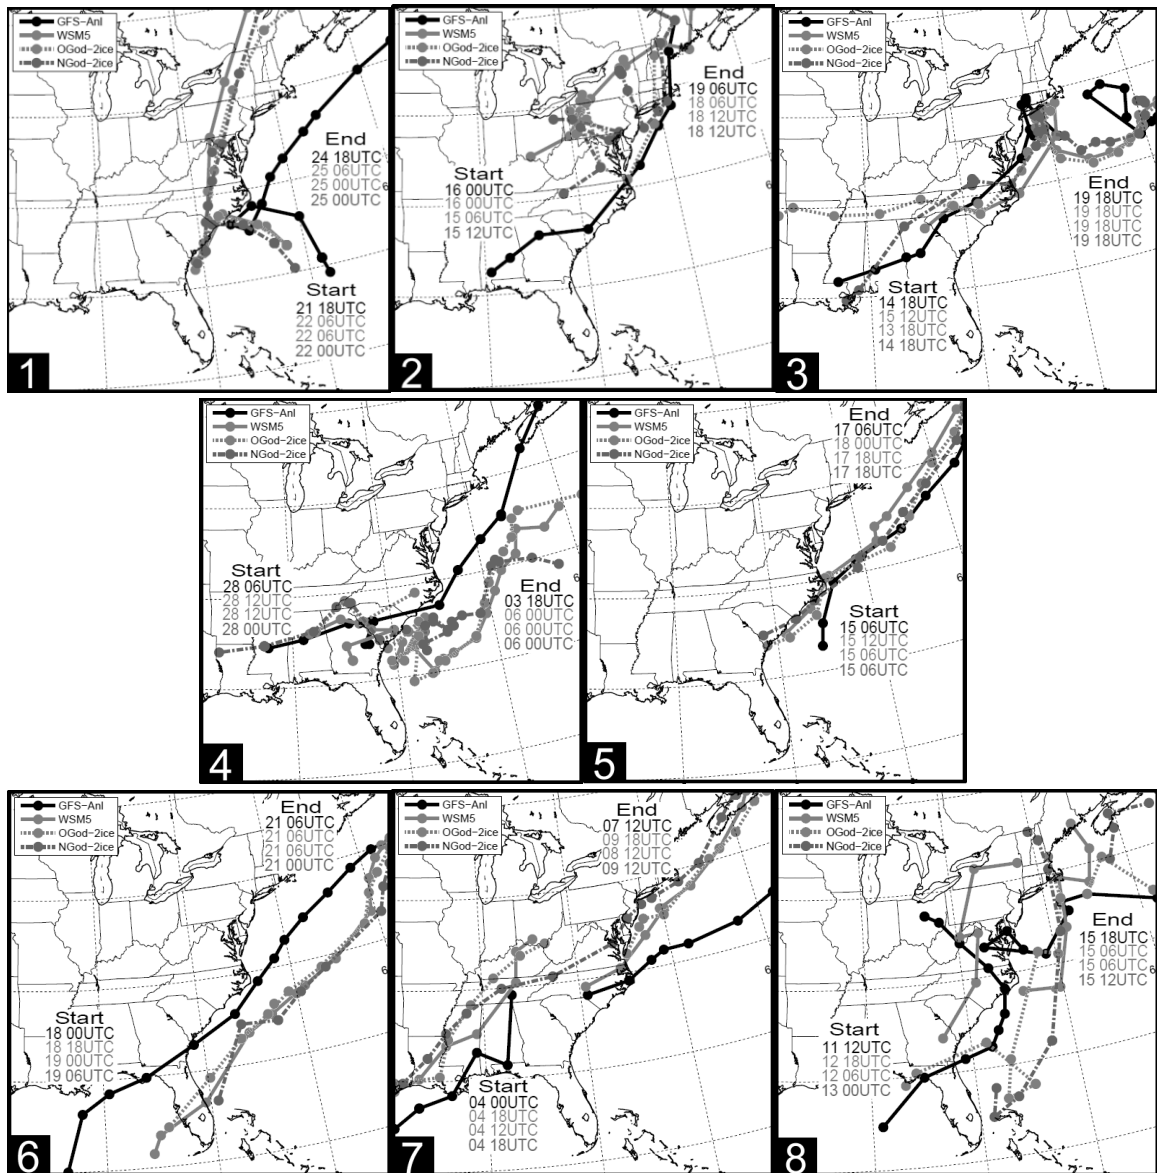 GFS-Anl
WSM5
OGod-2ice
NGod-2ice
End
24 18UTC
25 06UTC
25 00UTC
25 00UTC
6
Start
21 18UTC
22 06UTC
22 06UTC
22 00UTC
1
GFS-Anl
WSM5
OGod-2ice
NGod-2ice
End
19 06UTC
18 06UTC
18 12UTC
18 12UTC
Start
16 00UTC
16 00UTC
15 06UTC
15 12UTC
6
2
GFS-Anl
WSM5
OGod-2ice
NGod-2ice
End
19 18UTC
19 18UTC
19 18UTC
19 18UTC
6
Start
14 18UTC
15 12UTC
13 18UTC
14 18UTC
3
GFS-Anl
WSM5
OGod-2ice
NGod-2ice
Start
28 06UTC
28 12UTC
28 12UTC
28 00UTC
6
End
03 18UTC
06 00UTC
06 00UTC
06 00UTC
4
GFS-Anl
WSM5
OGod-2ice
NGod-2ice
End
17 06UTC
18 00UTC
17 18UTC
17 18UTC
6
Start
15 06UTC
15 12UTC
15 06UTC
15 06UTC
5
GFS-Anl
WSM5
OGod-2ice
NGod-2ice
End
21 06UTC
21 06UTC
21 06UTC
21 00UTC
6
Start
18 00UTC
18 18UTC
19 00UTC
19 06UTC
6
GFS-Anl
WSM5
OGod-2ice
NGod-2ice
End
07 12UTC
09 18UTC
08 12UTC
09 12UTC
6
Start
04 00UTC
04 18UTC
04 12UTC
04 18UTC
7
GFS-Anl
WSM5
OGod-2ice
NGod-2ice
End
15 18UTC
15 06UTC
15 06UTC
15 12UTC
6
Start
11 12UTC
12 18UTC
12 06UTC
13 00UTC
8